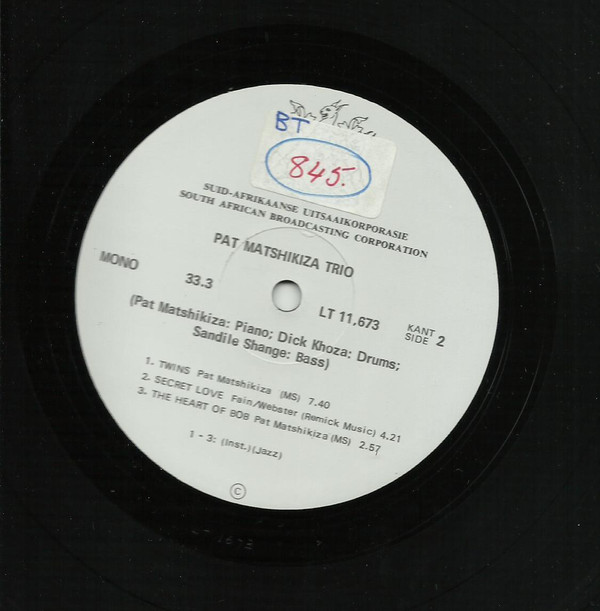 BT
845.
SUID-AFRIKAANSE UITSAAIKORPORASIE
SOUTH AFRICAN BROADCASTING CORPORATION
PAT MATSHIKIZA TRIO
MONO
33.3
LT 11,673
KANT
SIDE 2
(Pat Matshikiza: Piano; Dick Khoza: Drums;
Sandile Shange: Bass)
1. TWINS Pat Matshikiza (MS) 7.40
2. SECRET LOVE Fain/Webster (Remick Music) 4.21
3. THE HEART OF BOB Pat Matshikiza (MS) 2.57
1 - 3: (Inst.) (Jazz)
©